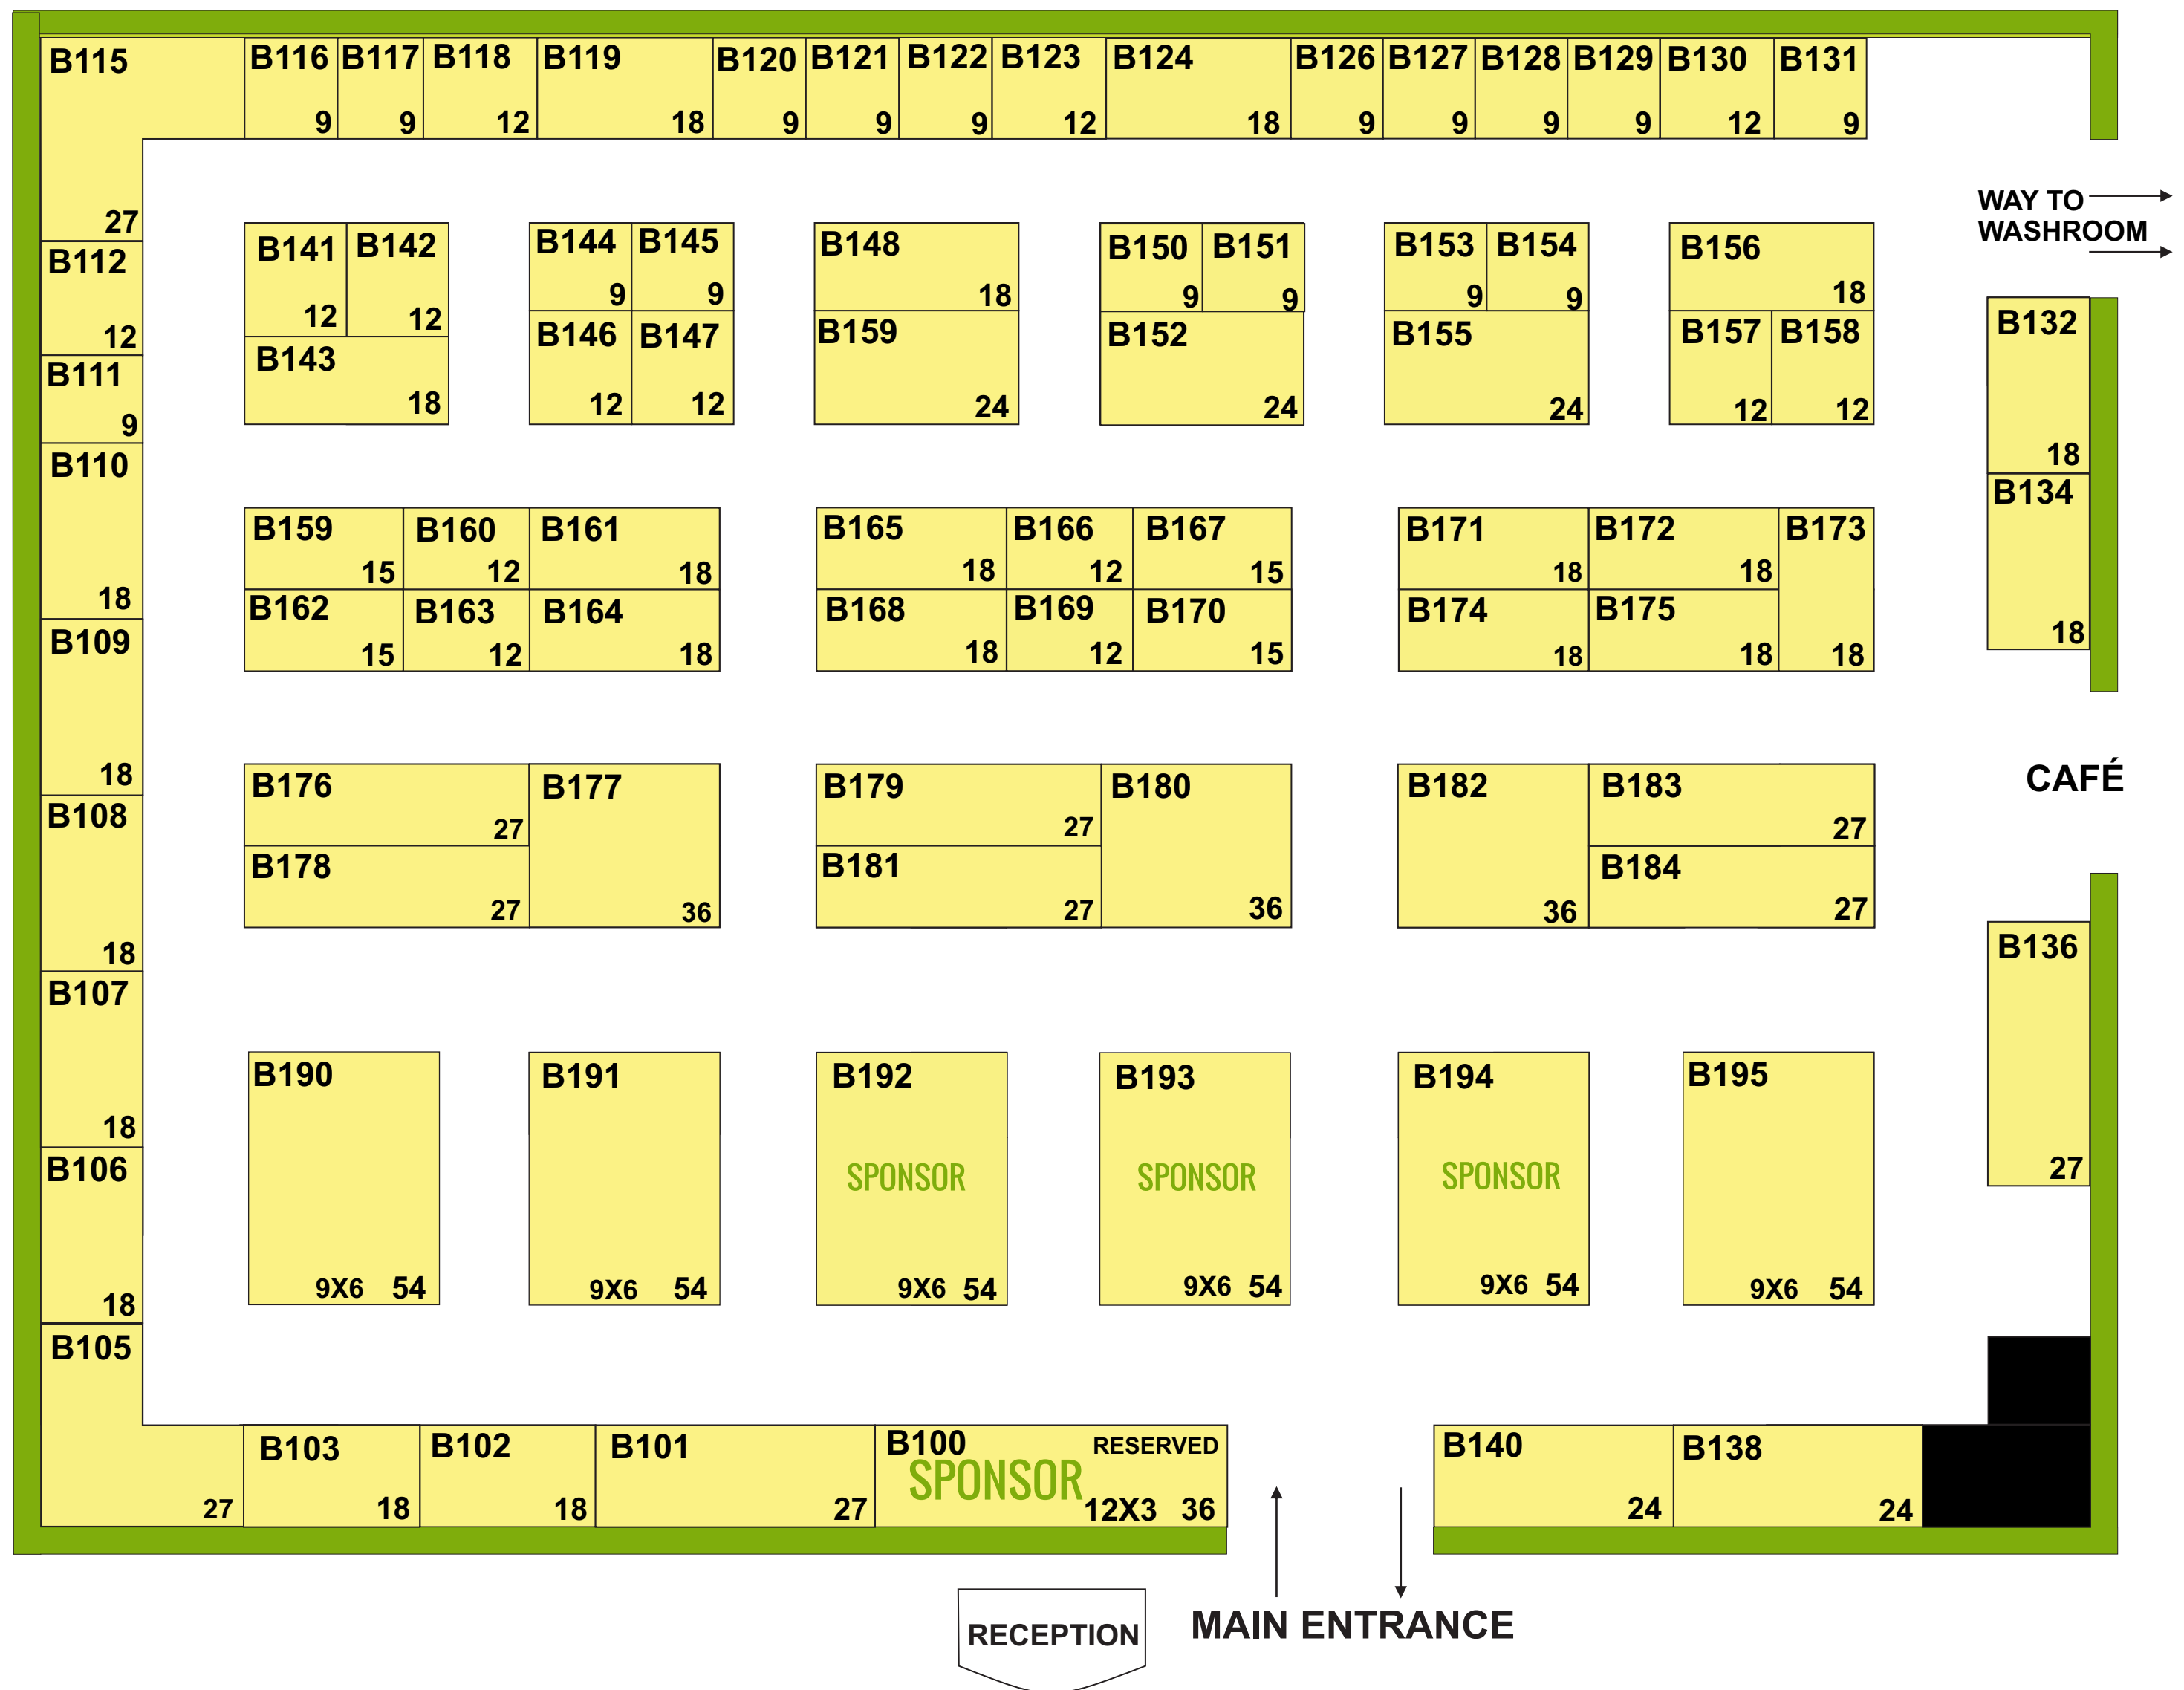 B115 B116 B117 B118 B119 B120 B121 B122 B123 B124 B126 B127 B128 B129 B130 B131
9 9 12 18 9 9 9 12 18 9 9 9 9 12 9
27
WAY TO
WASHROOM
B112
12
B111
9
B110
18
B109
18
B108
18
B107
18
B106
18
B105
27
B141 B142
12 12
B143
18
B144 B145
9 9
B146 B147
12 12
B148
18
B159
24
B150 B151
9 9
B152
24
B153 B154
9 9
B155
24
B156
18
B157 B158
12 12
B132
18
B134
18
B159 B160 B161
15 12 18
B162 B163 B164
15 12 18
B165 B166 B167
18 12 15
B168 B169 B170
18 12 15
B171 B172 B173
18 18
B174 B175
18 18 18
CAFÉ
B176 B177
27
B178
27 36
B179 B180
27
B181
27 36
B182 B183
27
B184
36 27
B136
27
B190 B191 B192 B193 B194 B195
SPONSOR SPONSOR SPONSOR
9X6 54 9X6 54 9X6 54 9X6 54 9X6 54 9X6 54
B103
18
B102
18
B101
27
B100 RESERVED
SPONSOR
12X3 36
B140
24
B138
24
RECEPTION
MAIN ENTRANCE